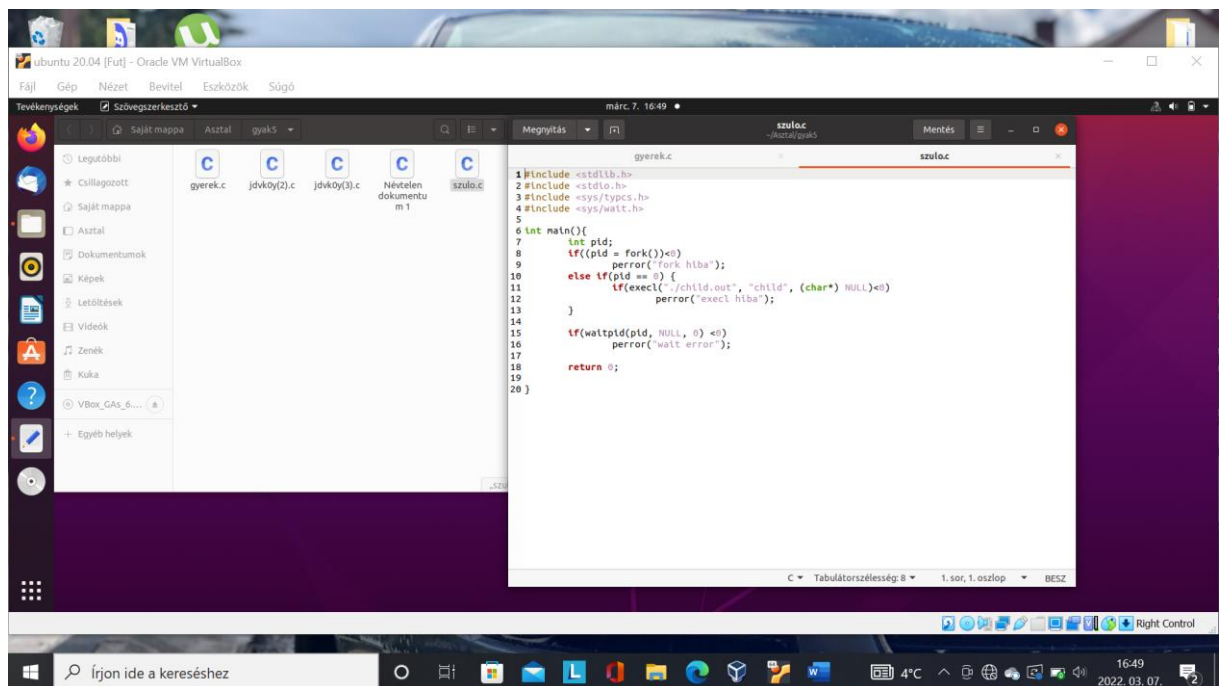 ubuntu 20.04 [Fut] - Oracle VM VirtualBox
Fájl Gép Nézet Bevitel Eszközök Súgó
Tevékenységek Szövegszerkesztő márc. 7. 16:49
Saját mappa Asztal gyak5
Legutóbbi
Csillagozott
Saját mappa
Asztal
Dokumentumok
Képek
Letöltések
Videók
Zenék
Kuka
VBox_GAs_6....
+ Egyéb helyek
gyerek.c jdvk0y(2).c jdvk0y(3).c Névtelen dokumentu m 1 szulo.c
„szu
Megnyitás szulo.c Mentés
~/Asztal/gyak5
gyerek.c szulo.c
1 #include <stdlib.h>
2 #include <stdio.h>
3 #include <sys/typcs.h>
4 #include <sys/wait.h>
5
6 int main(){
7 int pid;
8 if((pid = fork())<0)
9 perror("fork hiba");
10 else if(pid == 0) {
11 if(execl("./child.out", "child", (char*) NULL)<0)
12 perror("execl hiba");
13 }
14
15 if(waitpid(pid, NULL, 0) <0)
16 perror("wait error");
17
18 return 0;
19
20 }
C Tabulátorszélesség: 8 1. sor, 1. oszlop BESZ
Right Control
Írjon ide a kereséshez
4°C
16:49
2022. 03. 07.